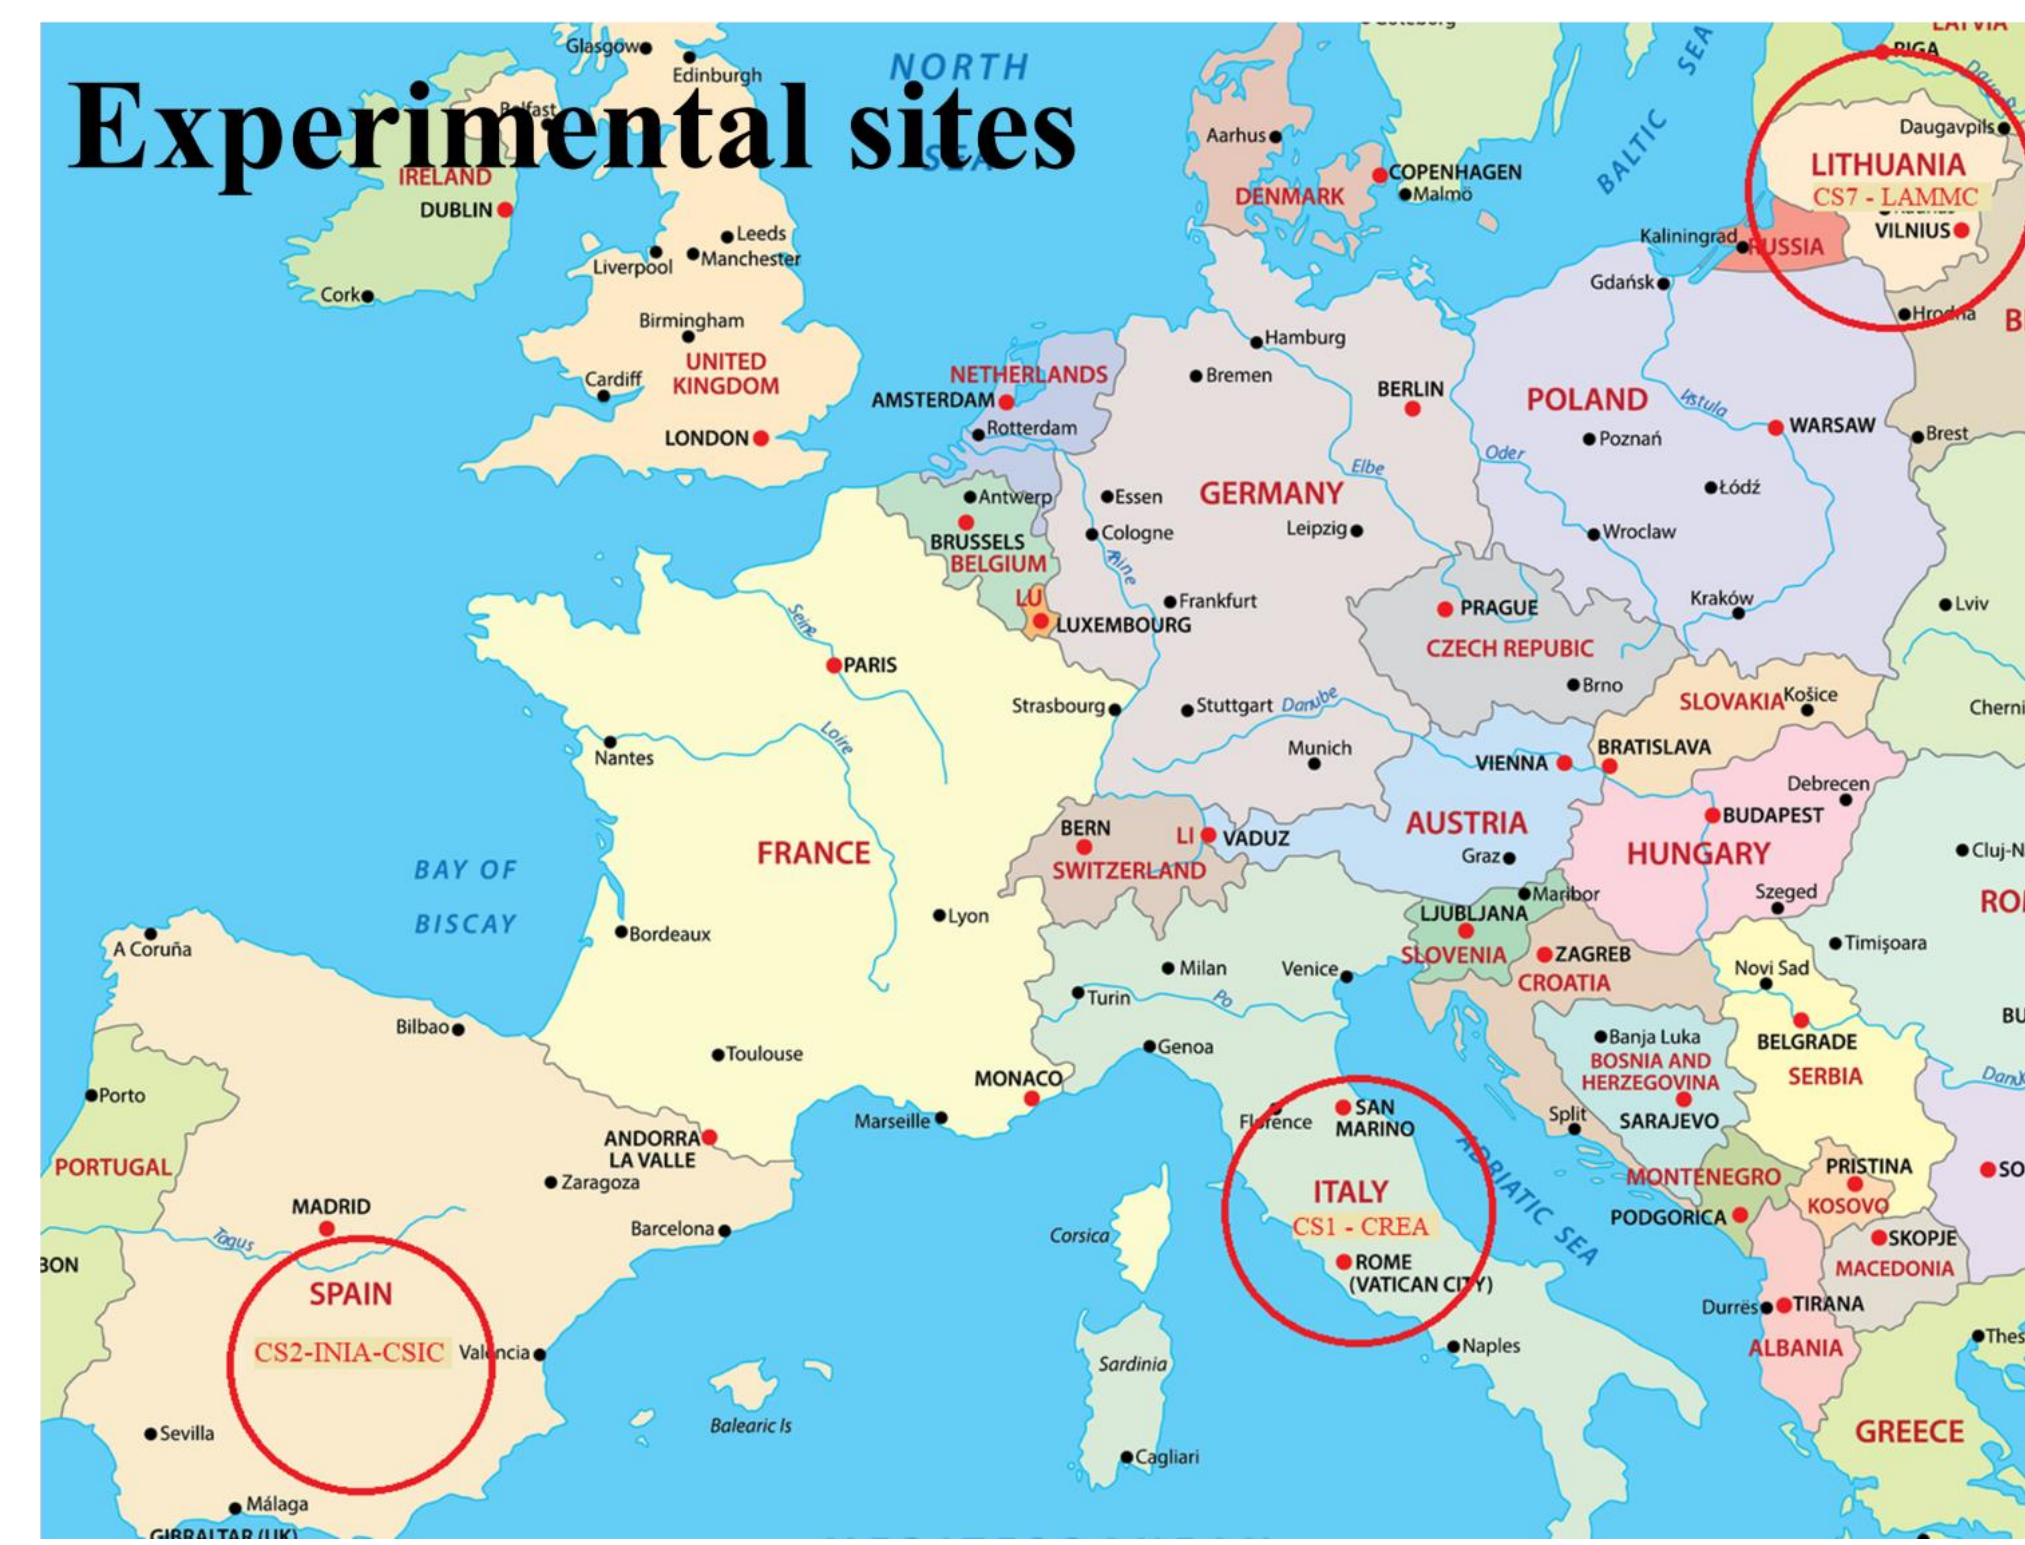 Experimental sites
Glasgow
Edinburgh
NORTH
SEA
Belfast
IRELAND
DUBLIN
Cork
Leeds
Liverpool
Manchester
Birmingham
UNITED
KINGDOM
Cardiff
LONDON
Aarhus
DENMARK
COPENHAGEN
Malmö
BALTIC
SEA
RIGA
Daugavpils
LITHUANIA
CS7 - LAMMC
VILNIUS
Kaliningrad
RUSSIA
Gdańsk
Hrodna
NETHERLANDS
AMSTERDAM
Rotterdam
Hamburg
Bremen
BERLIN
POLAND
Vistula
WARSAW
Poznań
Brest
Oder
Elbe
Łódź
Antwerp
BRUSSELS
BELGIUM
Essen
Cologne
GERMANY
Leipzig
Wroclaw
Rhine
LU
LUXEMBOURG
Frankfurt
PRAGUE
CZECH REPUBIC
Kraków
Lviv
Brno
Seine
PARIS
Strasbourg
Stuttgart
Danube
SLOVAKIA
Košice
Cherni
Loire
Nantes
Munich
VIENNA
BRATISLAVA
Debrecen
BUDAPEST
FRANCE
BERN
SWITZERLAND
LI
VADUZ
AUSTRIA
Graz
HUNGARY
Szeged
Cluj-N
BAY OF
BISCAY
Lyon
Bordeaux
Maribor
LJUBLJANA
SLOVENIA
ZAGREB
CROATIA
Timişoara
Novi Sad
A Coruña
Milan
Venice
Turin
Po
Bilbao
Toulouse
Genoa
Banja Luka
BOSNIA AND
HERZEGOVINA
SARAJEVO
BELGRADE
SERBIA
MONACO
Marseille
Porto
PORTUGAL
ANDORRA
LA VALLE
Zaragoza
Florence
SAN
MARINO
Split
ADRIATIC SEA
MONTENEGRO
PODGORICA
PRISTINA
KOSOVO
SKOPJE
MACEDONIA
MADRID
Tagus
Barcelona
Corsica
ITALY
CS1 - CREA
ROME
(VATICAN CITY)
Naples
Durrës
TIRANA
ALBANIA
SPAIN
CS2-INIA-CSIC
Valencia
Sardinia
Balearic Is
Cagliari
Sevilla
Málaga
GIBRALTAR (UK)
GREECE
Thes